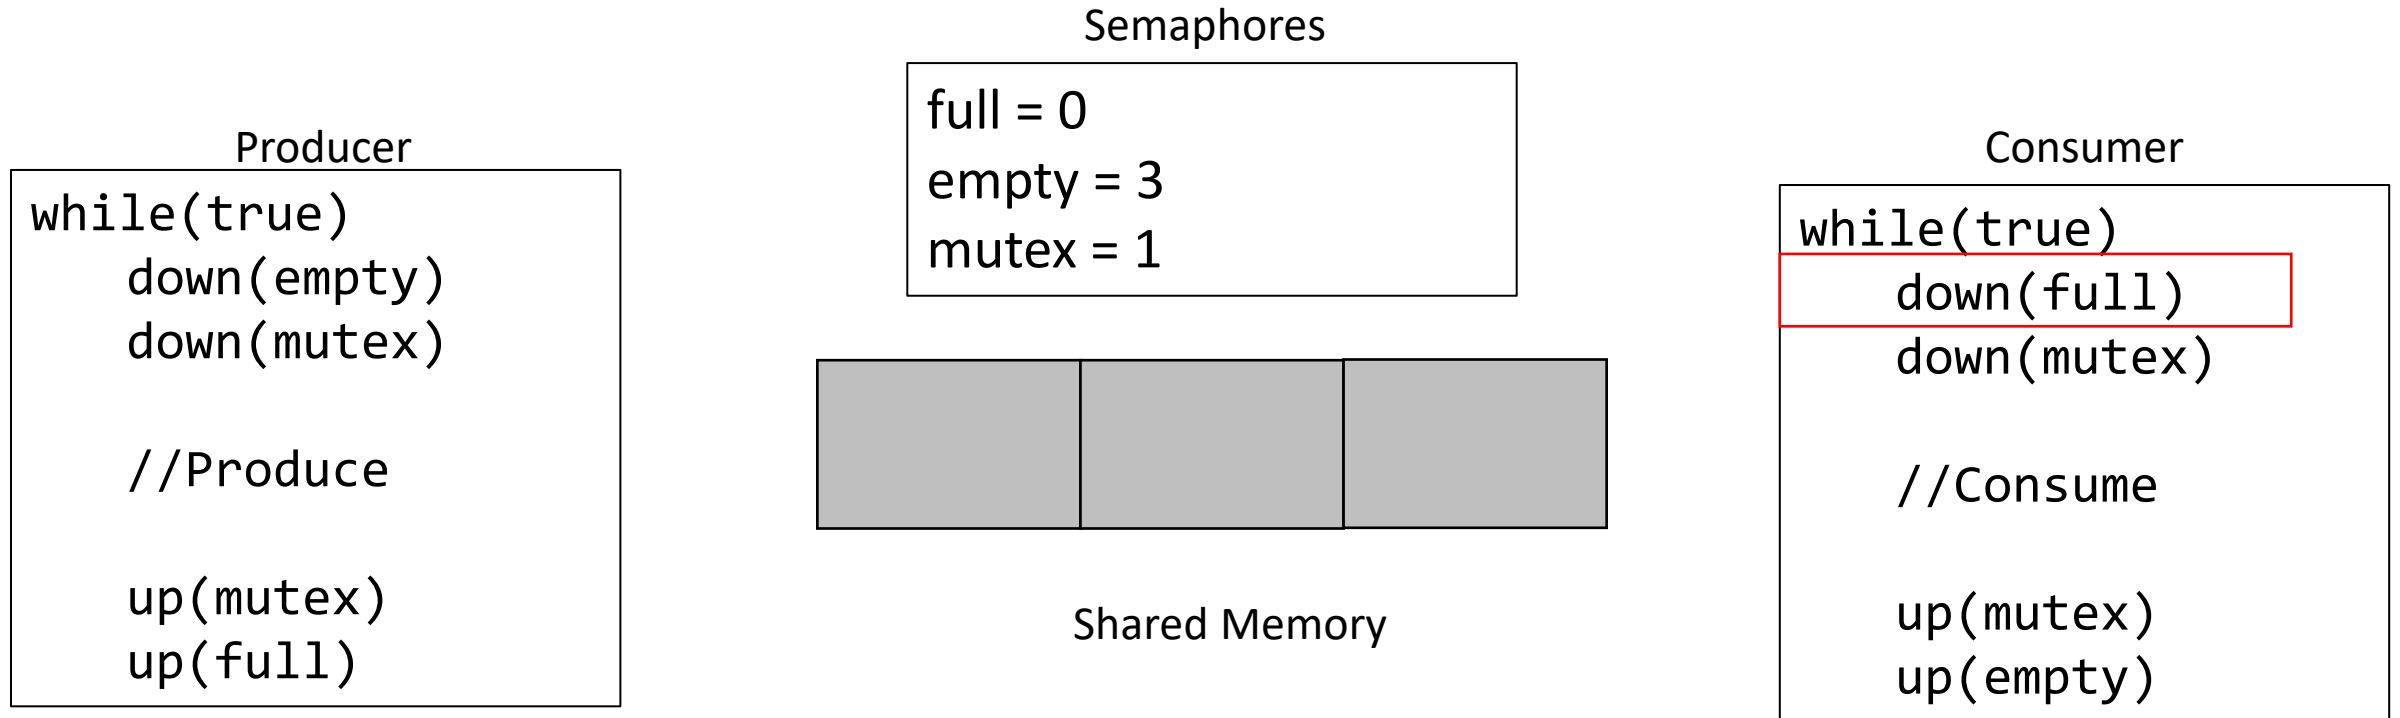 Semaphores
full = 0
empty = 3
mutex = 1
Producer
while(true)
down(empty)
down(mutex)
//Produce
up(mutex)
up(full)
Shared Memory
Consumer
while(true)
down(full)
down(mutex)
//Consume
up(mutex)
up(empty)